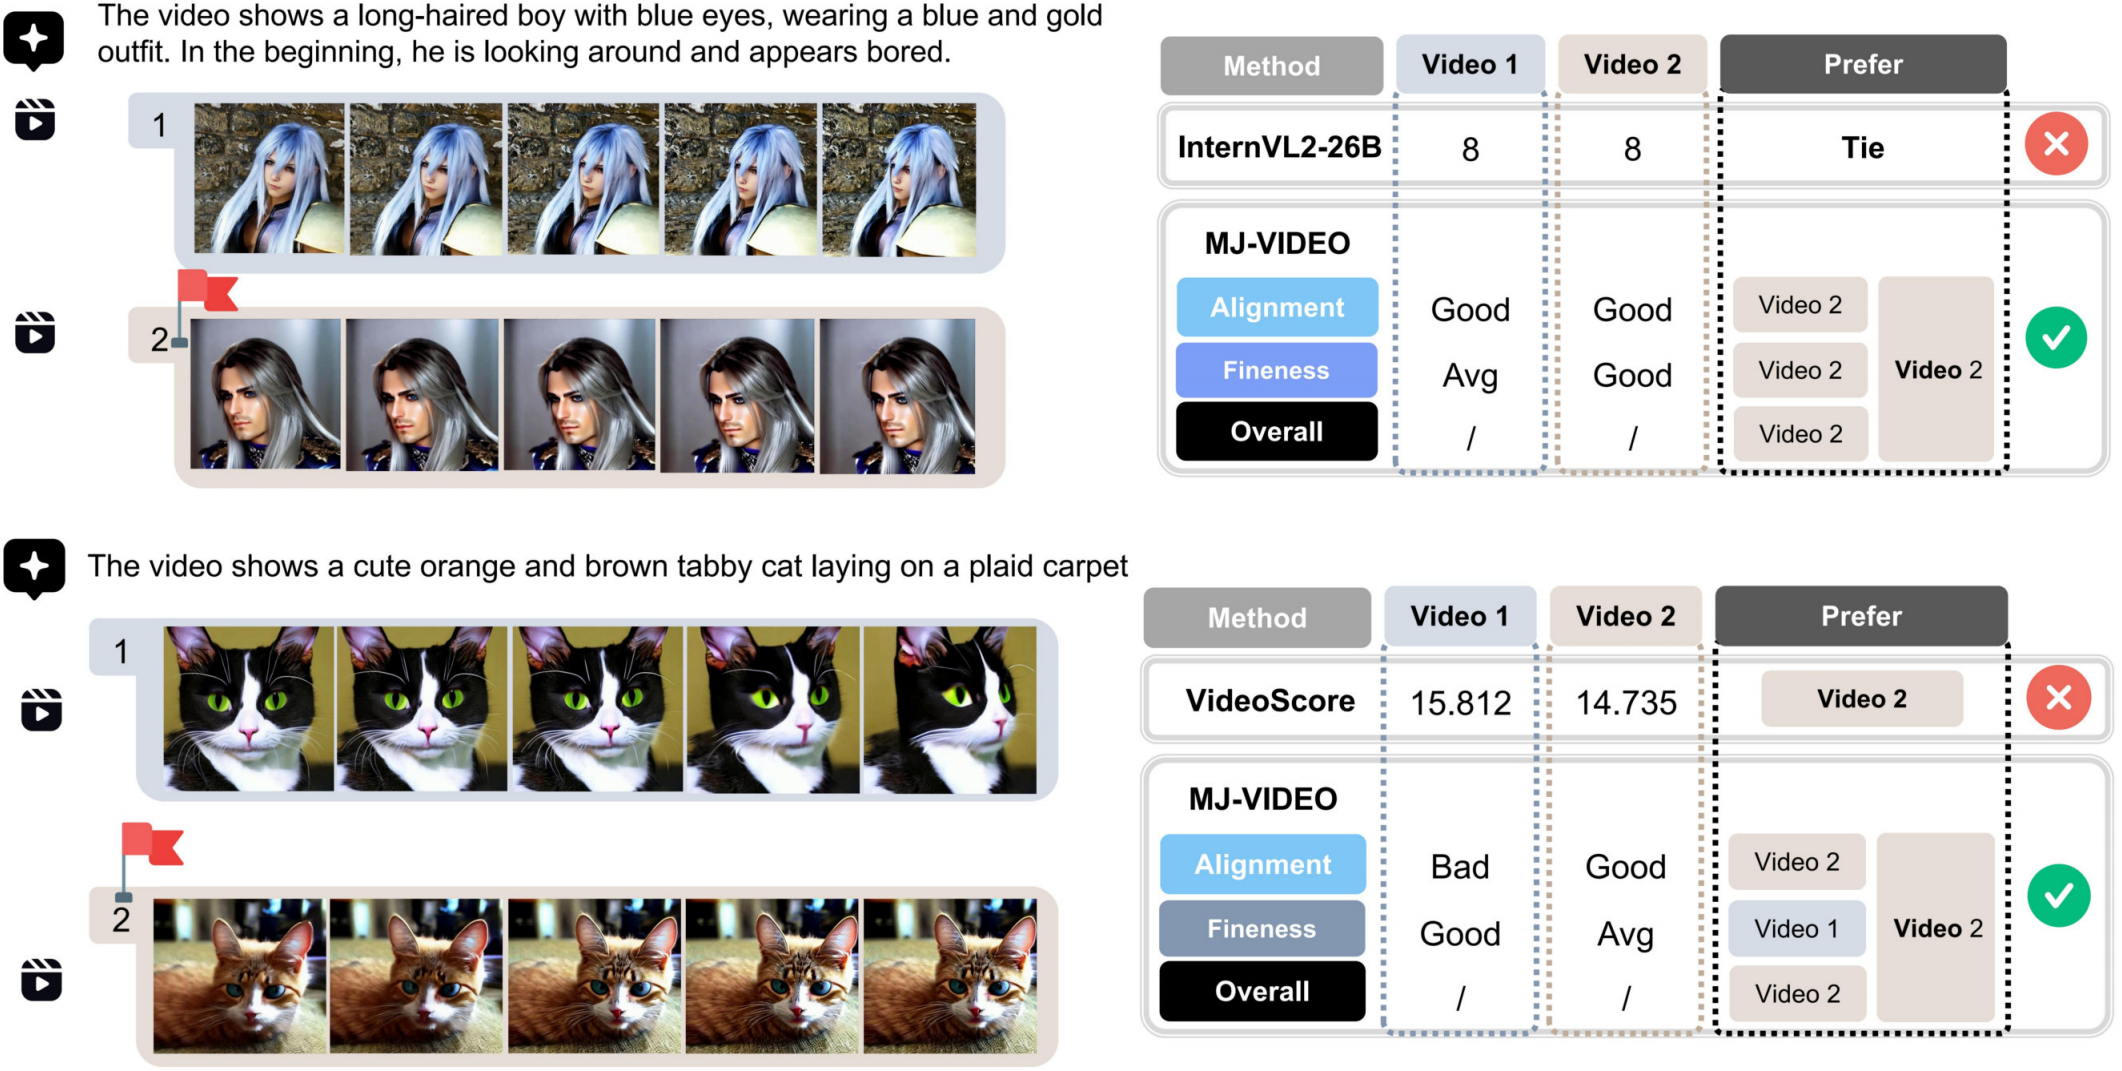 The video shows a long-haired boy with blue eyes, wearing a blue and gold
outfit. In the beginning, he is looking around and appears bored.
1
2
Method Video 1 Video 2 Prefer
InternVL2-26B 8 8 Tie
MJ-VIDEO
Alignment Good Good Video 2
Fineness Avg Good Video 2 Video 2
Overall / / Video 2
The video shows a cute orange and brown tabby cat laying on a plaid carpet
1
2
Method Video 1 Video 2 Prefer
VideoScore 15.812 14.735 Video 2
MJ-VIDEO
Alignment Bad Good Video 2
Fineness Good Avg Video 1 Video 2
Overall / / Video 2